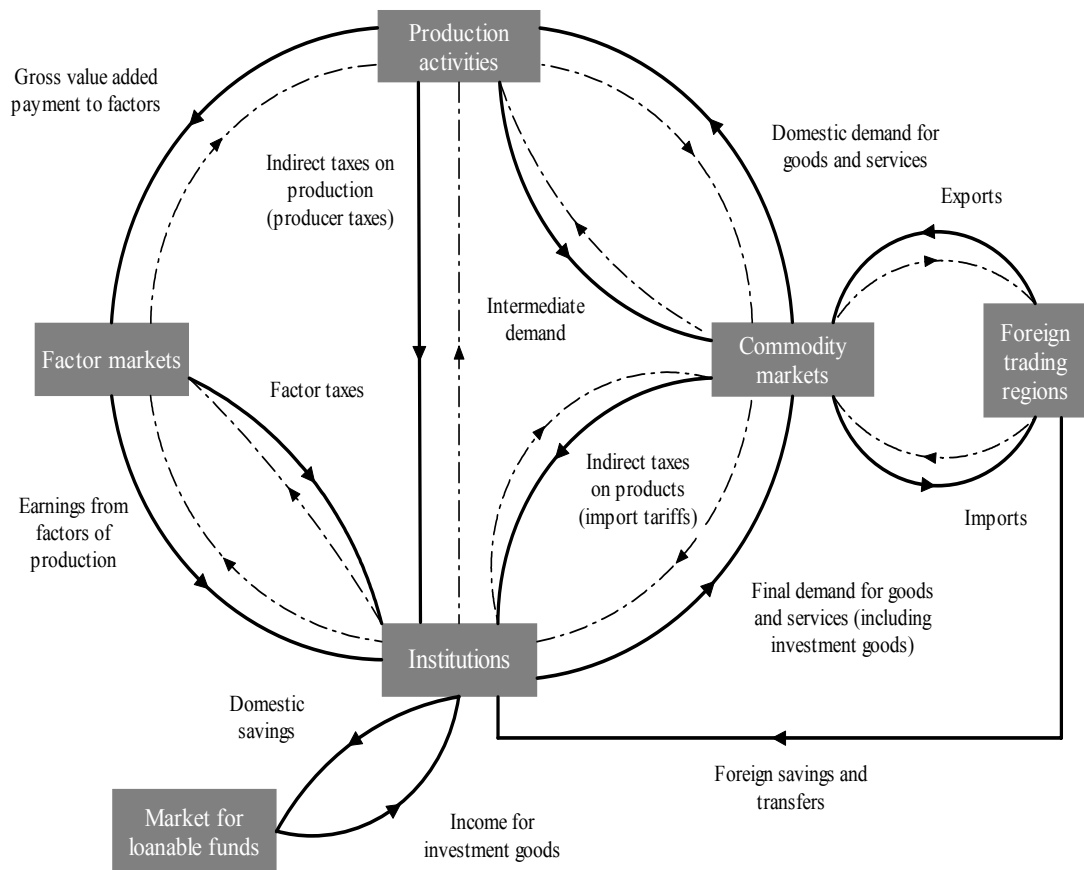 Production
activities
Gross value added
payment to factors
Indirect taxes on
production
(producer taxes)
Domestic demand for
goods and services
Exports
Intermediate
demand
Factor markets
Commodity
markets
Foreign
trading
regions
Factor taxes
Indirect taxes
on products
(import tariffs)
Earnings from
factors of
production
Imports
Final demand for goods
and services (including
investment goods)
Institutions
Domestic
savings
Foreign savings and
transfers
Market for
loanable funds
Income for
investment goods